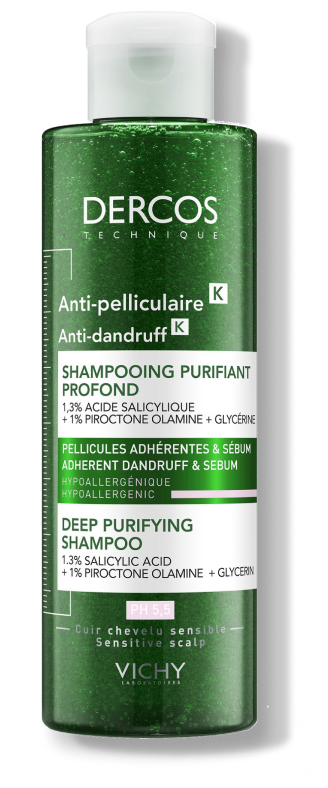 DERCOS
TECHNIQUE
Anti-pelliculaire K
Anti-dandruff K
SHAMPOOING PURIFIANT
PROFOND
1,3% ACIDE SALICYLIQUE
+ 1% PIROCTONE OLAMINE + GLYCÉRINE
PELLICULES ADHÉRENTES & SÉBUM
ADHERENT DANDRUFF & SEBUM
HYPOALLERGÉNIQUE
HYPOALLERGENIC
DEEP PURIFYING
SHAMPOO
1.3% SALICYLIC ACID
+ 1% PIROCTONE OLAMINE + GLYCERIN
PH 5,5
Cuir chevelu sensible
Sensitive scalp
VICHY
LABORATOIRES